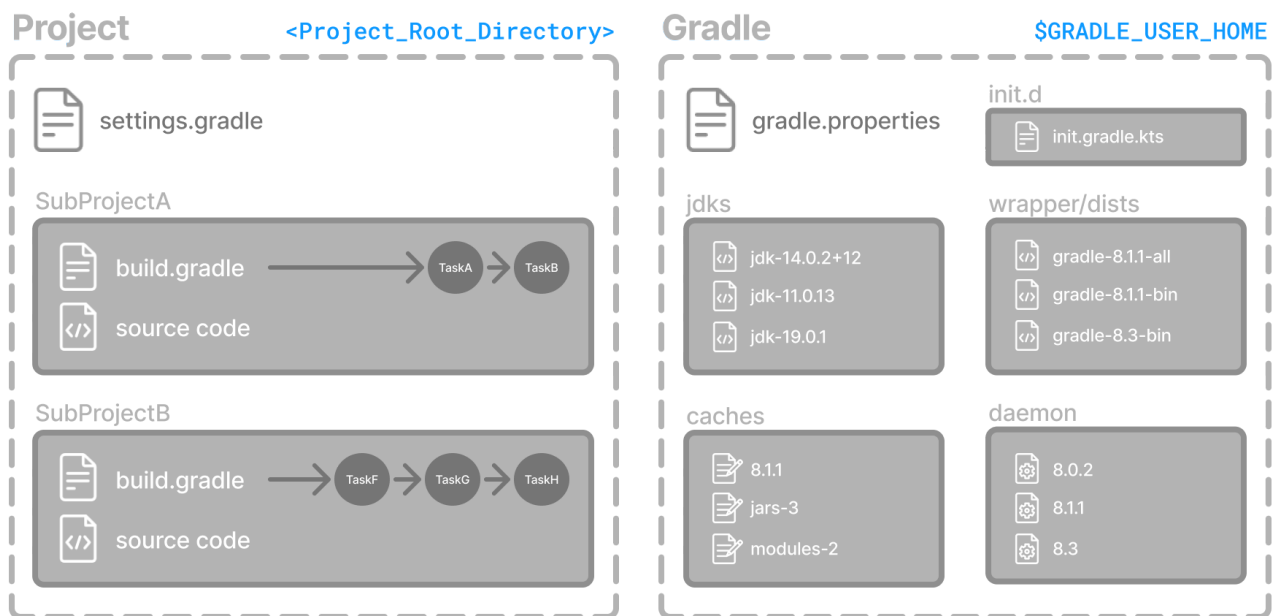 Project
<Project_Root_Directory>
settings.gradle
SubProjectA
build.gradle
TaskA
TaskB
source code
SubProjectB
build.gradle
TaskF
TaskG
TaskH
source code
Gradle
$GRADLE_USER_HOME
gradle.properties
init.d
init.gradle.kts
jdks
jdk-14.0.2+12
jdk-11.0.13
jdk-19.0.1
wrapper/dists
gradle-8.1.1-all
gradle-8.1.1-bin
gradle-8.3-bin
caches
8.1.1
jars-3
modules-2
daemon
8.0.2
8.1.1
8.3